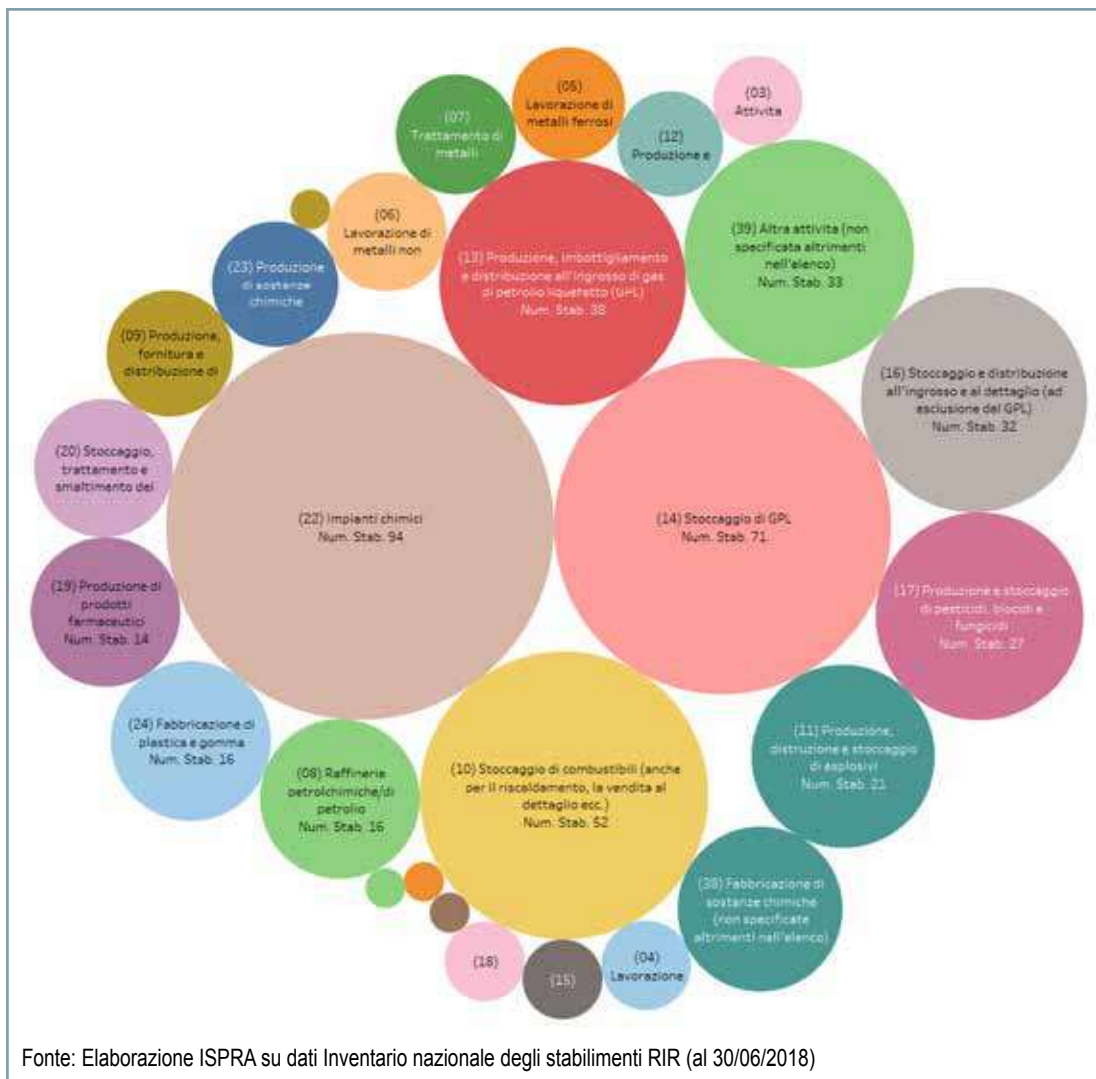 (05)
Lavorazione di
metalli ferrosi
(03)
Attivita
(07)
Trattamento di
metalli
(12)
Produzione e
(06)
Lavorazione di
metalli non
(39) Altra attivita (non
specificata altrimenti
nell'elenco)
Num. Stab. 33
(13) Produzione, imbottigliamento
e distribuzione all'ingrosso di gas
di petrolio liquefatto (GPL)
Num. Stab. 38
(23) Produzione
di sostanze
chimiche
(09) Produzione,
fornitura e
distribuzione di
(16) Stoccaggio e distribuzione
all'ingrosso e al dettaglio (ad
esclusione del GPL)
Num. Stab. 32
(20) Stoccaggio,
trattamento e
smaltimento dei
(22) Impianti chimici
Num. Stab. 94
(14) Stoccaggio di GPL
Num. Stab. 71
(19) Produzione di
prodotti
farmaceutici
Num. Stab. 14
(17) Produzione e stoccaggio
di pesticidi, biocidi e
fungicidi
Num. Stab. 27
(24) Fabbricazione di
plastica e gomma
Num. Stab. 16
(11) Produzione,
distruzione e stoccaggio
di esplosivi
Num. Stab. 21
(08) Raffinerie
petrolchimiche/di
petrolio
Num. Stab. 16
(10) Stoccaggio di combustibili (anche
per il riscaldamento, la vendita al
dettaglio ecc.)
Num. Stab. 52
(38) Fabbricazione di
sostanze chimiche
(non specificate
altrimenti nell'elenco)
(18)
(15)
(04)
Lavorazione
Fonte: Elaborazione ISPRA su dati Inventario nazionale degli stabilimenti RIR (al 30/06/2018)